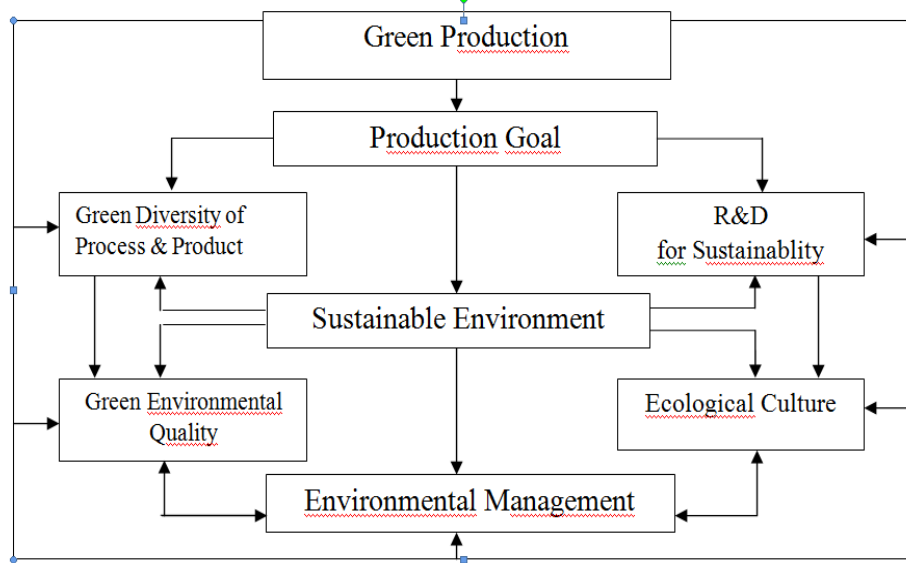 Green Production
Production Goal
Green Diversity of
Process & Product
R&D
for Sustainablity
Sustainable Environment
Green Environmental
Quality
Ecological Culture
Environmental Management